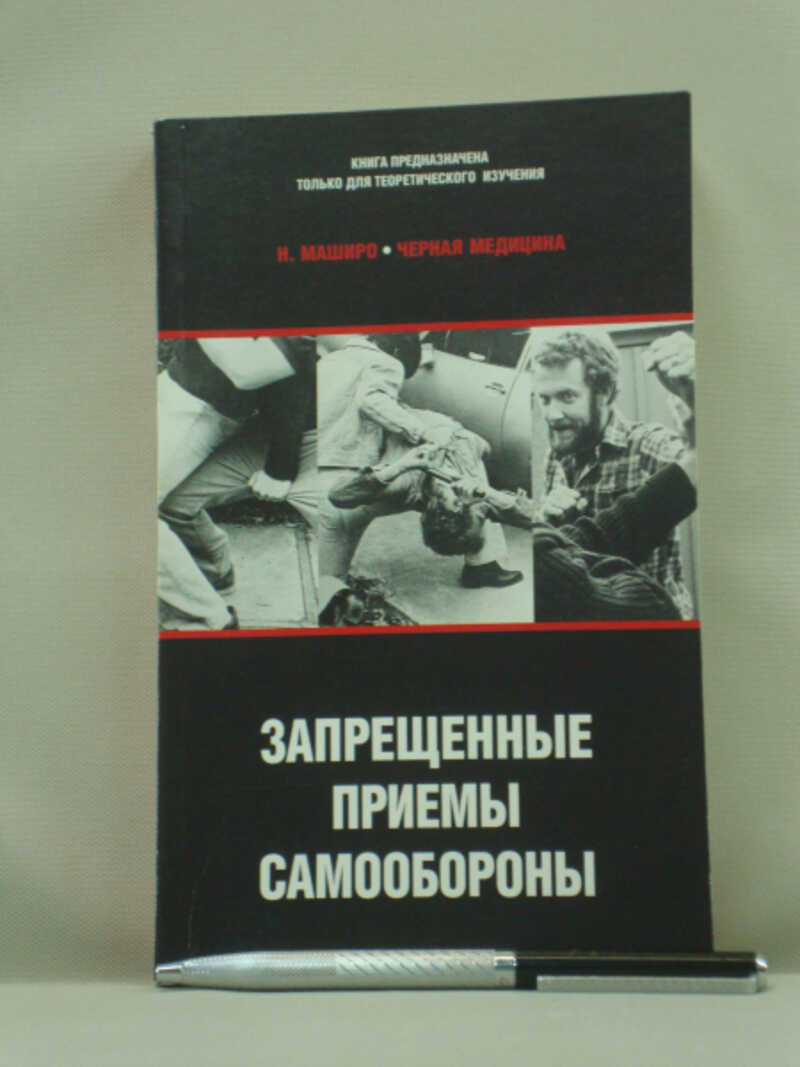 КНИГА ПРЕДНАЗНАЧЕНА
ТОЛЬКО ДЛЯ ТЕОРЕТИЧЕСКОГО ИЗУЧЕНИЯ
Н. МАШИРО • ЧЕРНАЯ МЕДИЦИНА
ЗАПРЕЩЕННЫЕ
ПРИЕМЫ
САМООБОРОНЫ